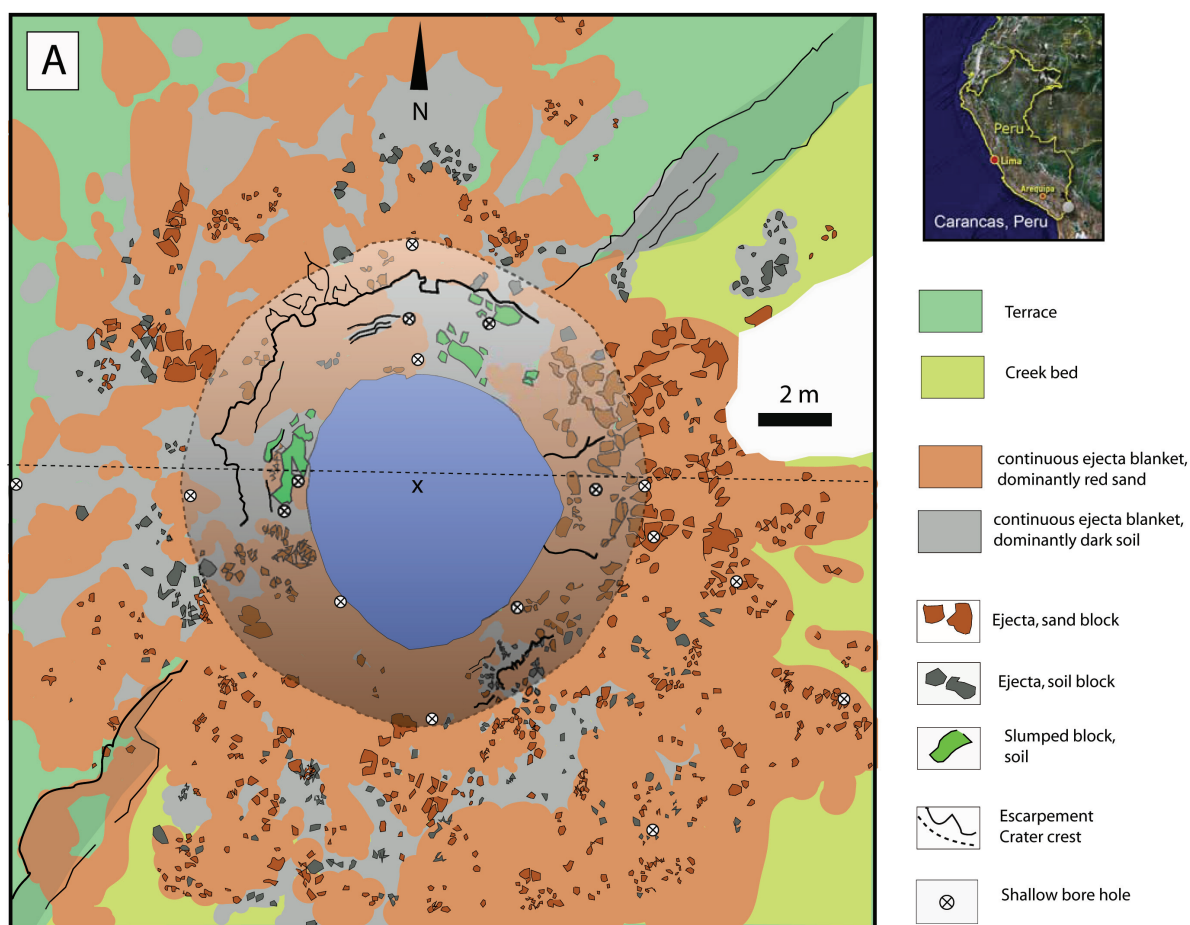 A
N
x
2 m
Peru
Lima
Arequipa
Carancas, Peru
Terrace
Creek bed
continuous ejecta blanket,
dominantly red sand
continuous ejecta blanket,
dominantly dark soil
Ejecta, sand block
Ejecta, soil block
Slumped block,
soil
Escarpement
Crater crest
Shallow bore hole